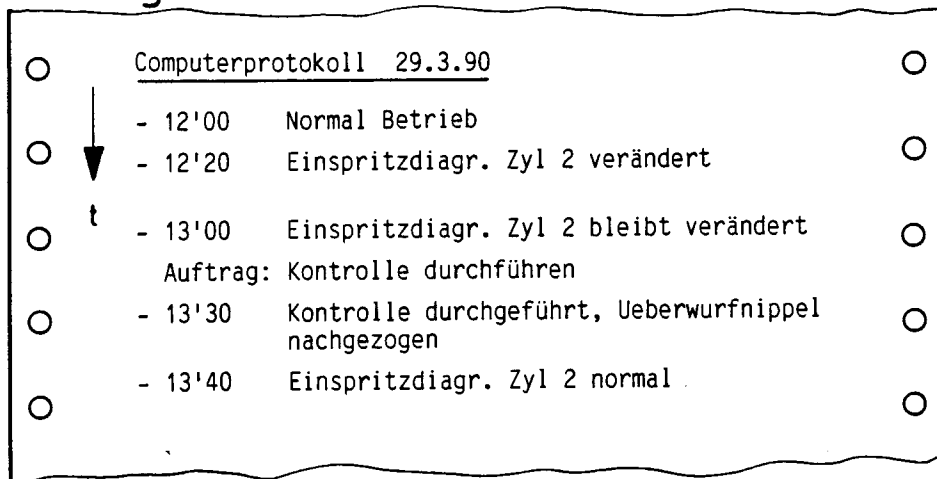 Computerprotokoll 29.3.90
- 12'00 Normal Betrieb
- 12'20 Einspritzdiagr. Zyl 2 verändert
t
- 13'00 Einspritzdiagr. Zyl 2 bleibt verändert
Auftrag: Kontrolle durchführen
- 13'30 Kontrolle durchgeführt, Ueberwurfnippel
nachgezogen
- 13'40 Einspritzdiagr. Zyl 2 normal